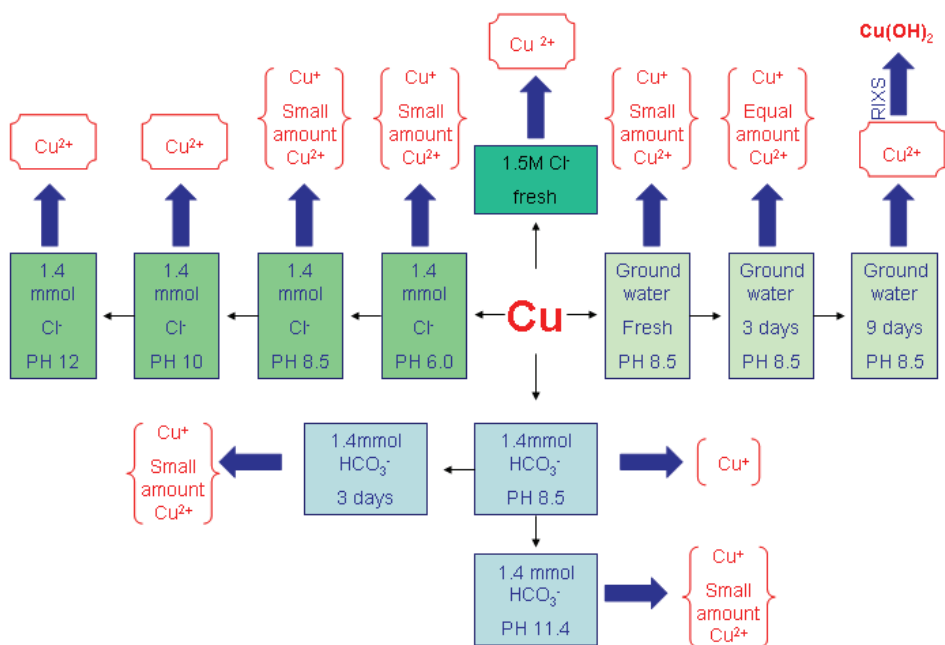 Cu²⁺
Cu²⁺
Cu⁺
Small
amount
Cu²⁺
Cu⁺
Small
amount
Cu²⁺
Cu ²⁺
Cu⁺
Small
amount
Cu²⁺
Cu⁺
Equal
amount
Cu²⁺
Cu(OH)₂
RIXS
Cu²⁺
1.5M Cl⁻
fresh
1.4
mmol
Cl⁻
PH 12
1.4
mmol
Cl⁻
PH 10
1.4
mmol
Cl⁻
PH 8.5
1.4
mmol
Cl⁻
PH 6.0
Cu
Ground
water
Fresh
PH 8.5
Ground
water
3 days
PH 8.5
Ground
water
9 days
PH 8.5
Cu⁺
Small
amount
Cu²⁺
1.4mmol
HCO₃⁻
3 days
1.4mmol
HCO₃⁻
PH 8.5
Cu⁺
1.4 mmol
HCO₃⁻
PH 11.4
Cu⁺
Small
amount
Cu²⁺